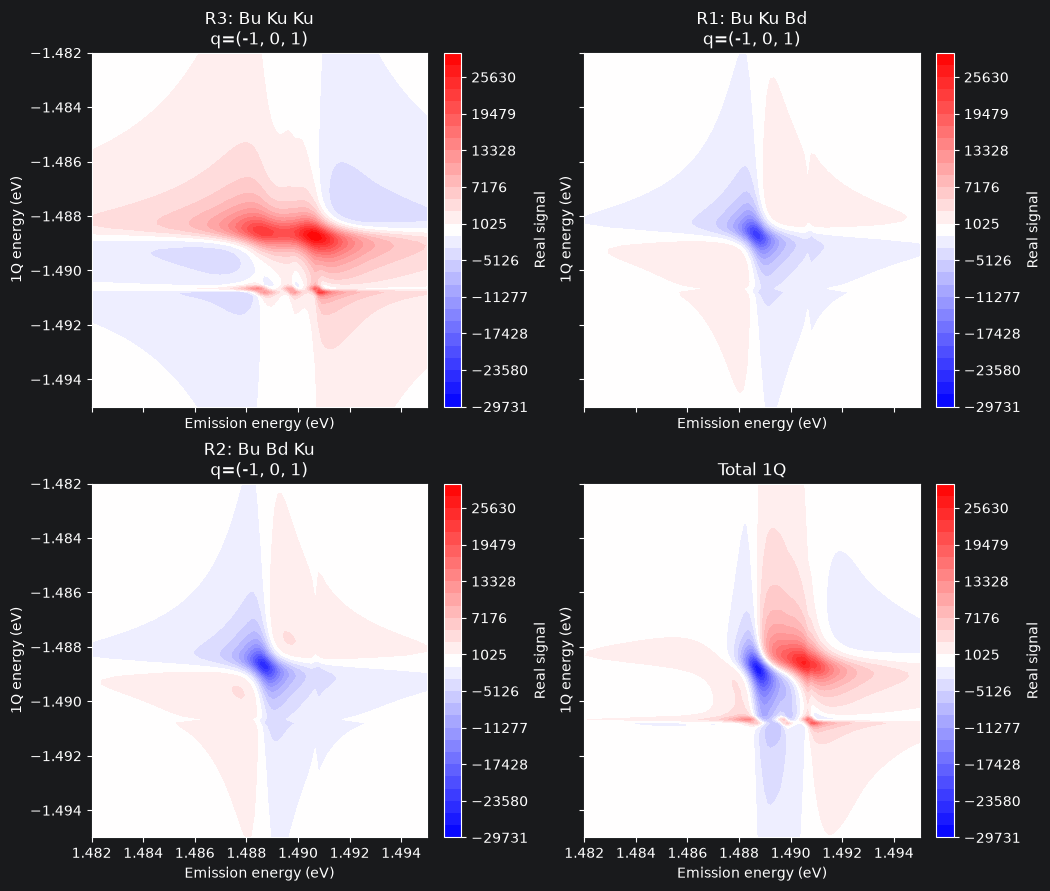 R3: Bu Ku Ku
q=(-1, 0, 1)
−1.482
−1.484
−1.486
−1.488
−1.490
−1.492
−1.494
1Q energy (eV)
Emission energy (eV)
25630
19479
13328
7176
1025
−5126
−11277
−17428
−23580
−29731
Real signal
R1: Bu Ku Bd
q=(-1, 0, 1)
1Q energy (eV)
Emission energy (eV)
25630
19479
13328
7176
1025
−5126
−11277
−17428
−23580
−29731
Real signal
R2: Bu Bd Ku
q=(-1, 0, 1)
−1.482
−1.484
−1.486
−1.488
−1.490
−1.492
−1.494
1Q energy (eV)
1.482 1.484 1.486 1.488 1.490 1.492 1.494
Emission energy (eV)
25630
19479
13328
7176
1025
−5126
−11277
−17428
−23580
−29731
Real signal
Total 1Q
1Q energy (eV)
1.482 1.484 1.486 1.488 1.490 1.492 1.494
Emission energy (eV)
25630
19479
13328
7176
1025
−5126
−11277
−17428
−23580
−29731
Real signal